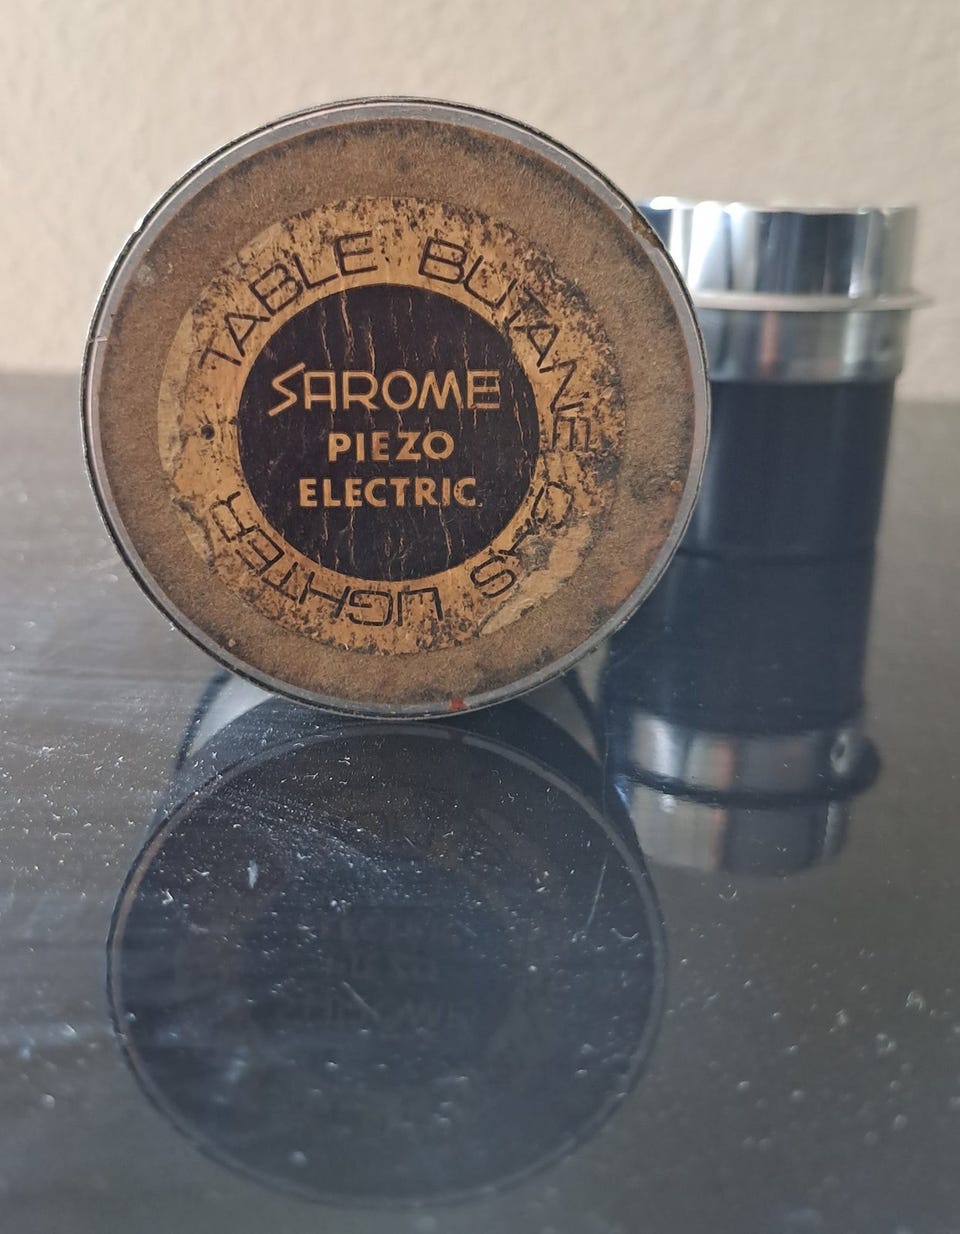 TABLE BUTANE GAS LIGHTER
SAROME
PIEZO
ELECTRIC